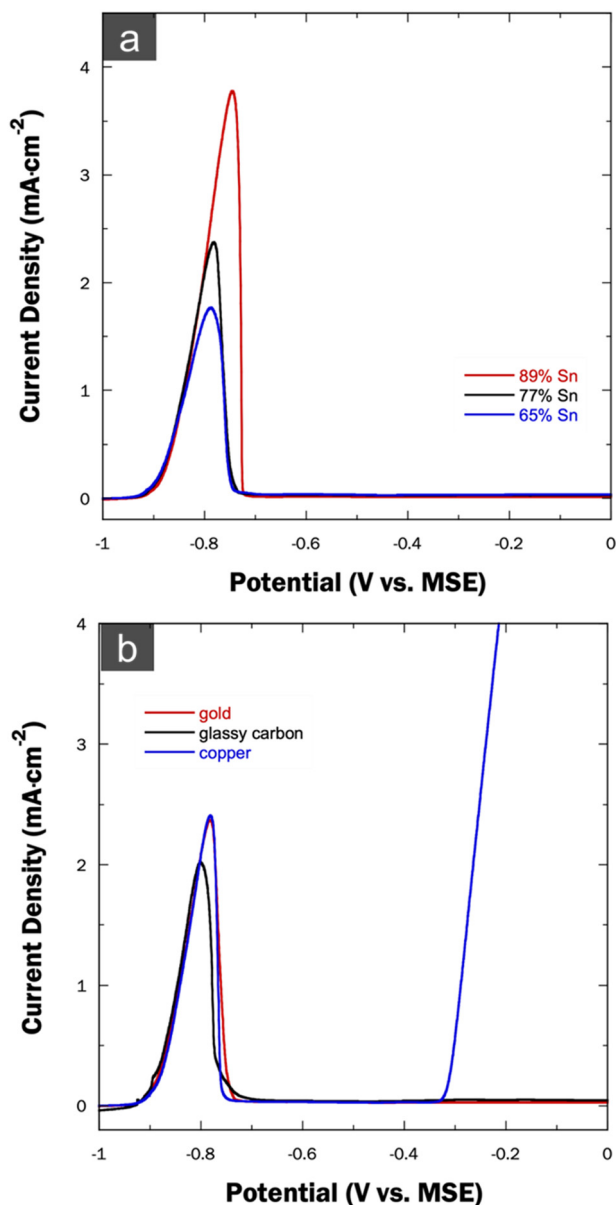 a
4
3
2
1
0
Current Density (mA·cm-2)
89% Sn
77% Sn
65% Sn
-1
-0.8
-0.6
-0.4
-0.2
0
Potential (V vs. MSE)
b
4
3
2
1
0
Current Density (mA·cm-2)
gold
glassy carbon
copper
-1
-0.8
-0.6
-0.4
-0.2
0
Potential (V vs. MSE)